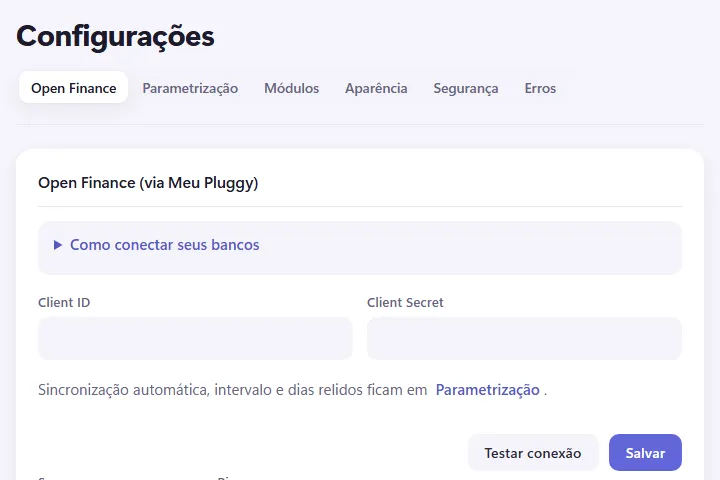 Configurações
Open Finance Parametrização Módulos Aparência Segurança Erros
Open Finance (via Meu Pluggy)
Como conectar seus bancos
Client ID Client Secret
Sincronização automática, intervalo e dias relidos ficam em Parametrização .
Testar conexão Salvar